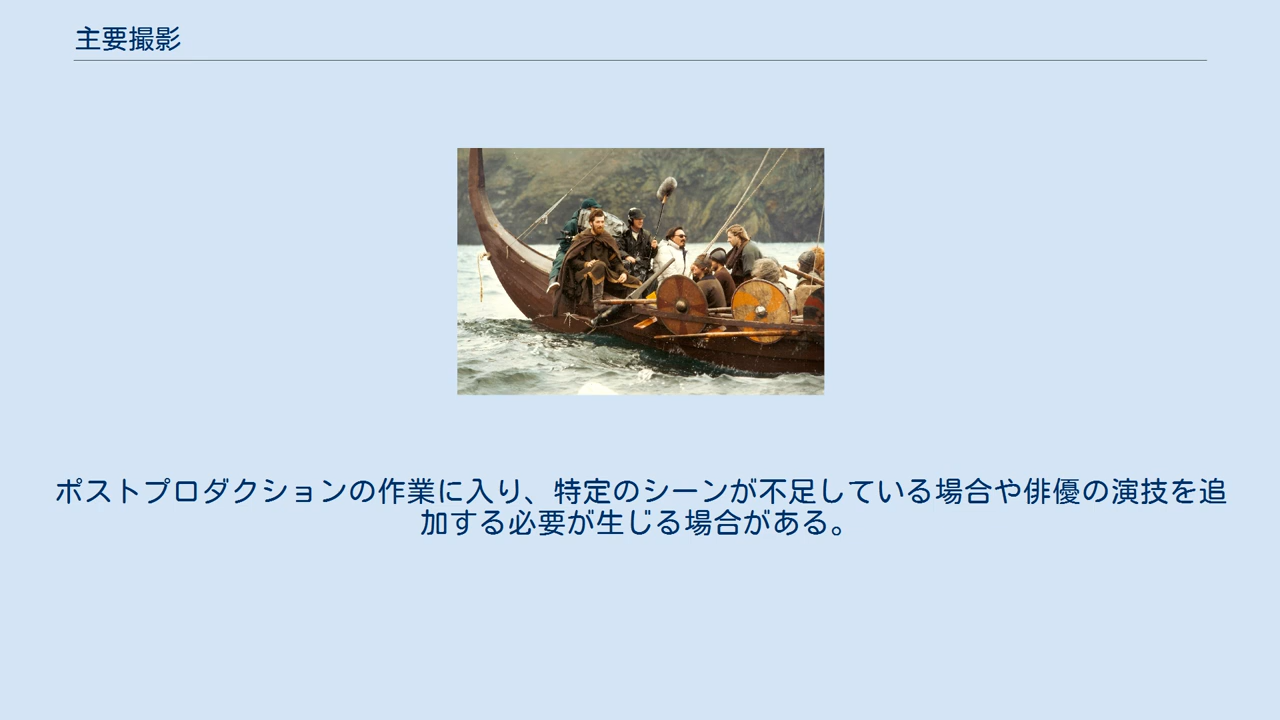 主要撮影
ポストプロダクションの作業に入り、特定のシーンが不足している場合や俳優の演技を追
加する必要が生じる場合がある。